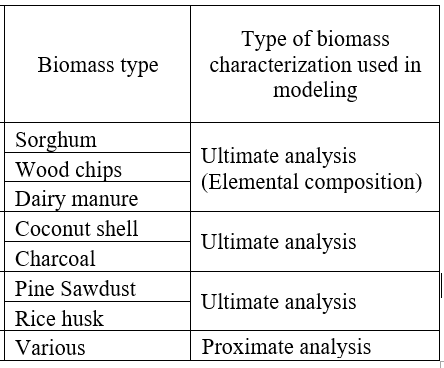 Biomass type
Type of biomass
characterization used in
modeling
Sorghum
Wood chips
Dairy manure
Ultimate analysis
(Elemental composition)
Coconut shell
Charcoal
Ultimate analysis
Pine Sawdust
Rice husk
Ultimate analysis
Various
Proximate analysis